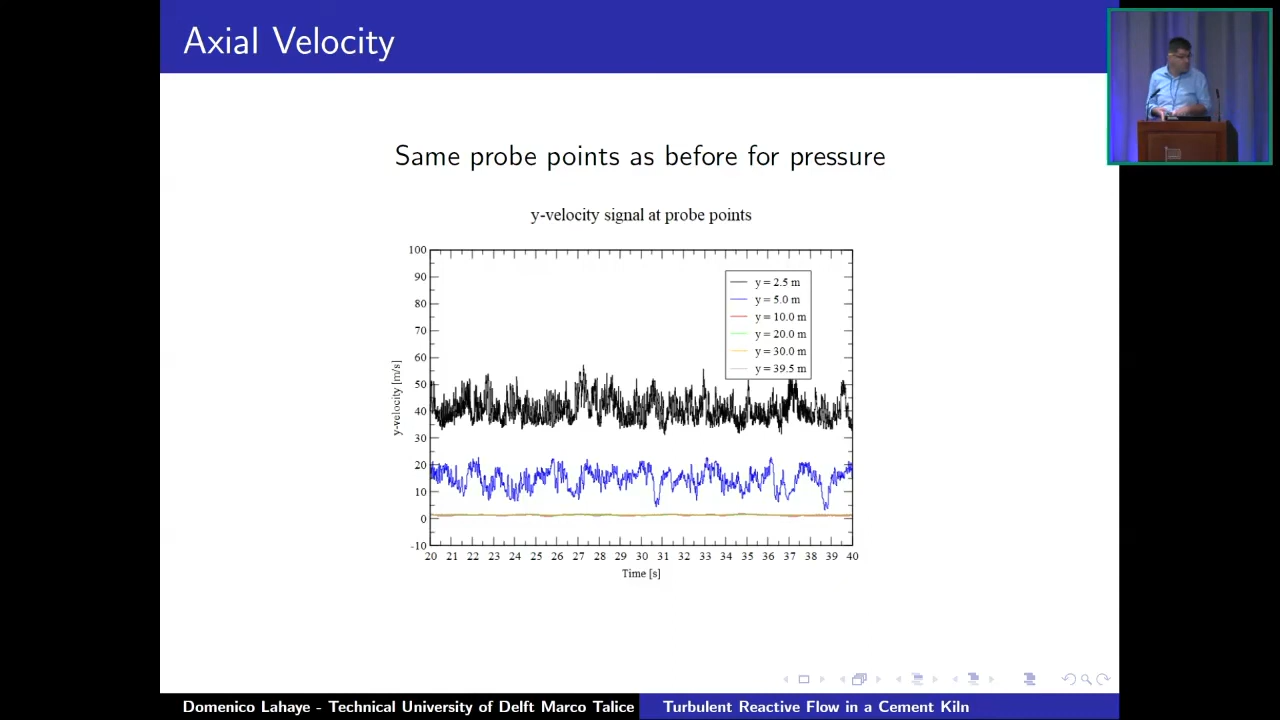 Axial Velocity
Same probe points as before for pressure
y-velocity signal at probe points
100
90
80
70
60
50
40
30
20
10
0
-10
y-velocity [m/s]
y = 2.5 m
y = 5.0 m
y = 10.0 m
y = 20.0 m
y = 30.0 m
y = 39.5 m
20 21 22 23 24 25 26 27 28 29 30 31 32 33 34 35 36 37 38 39 40
Time [s]
Domenico Lahaye - Technical University of Delft Marco Talice Turbulent Reactive Flow in a Cement Kiln